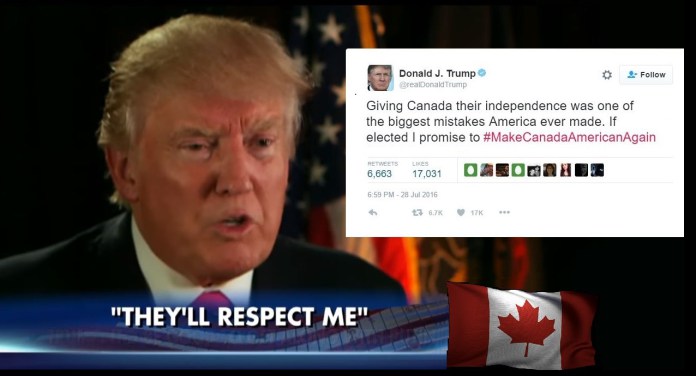 Donald J. Trump
@realDonaldTrump
Follow
Giving Canada their independence was one of
the biggest mistakes America ever made. If
elected I promise to #MakeCanadaAmericanAgain
RETWEETS LIKES
6,663 17,031
6:59 PM - 28 Jul 2016
6.7K 17K
"THEY'LL RESPECT ME"